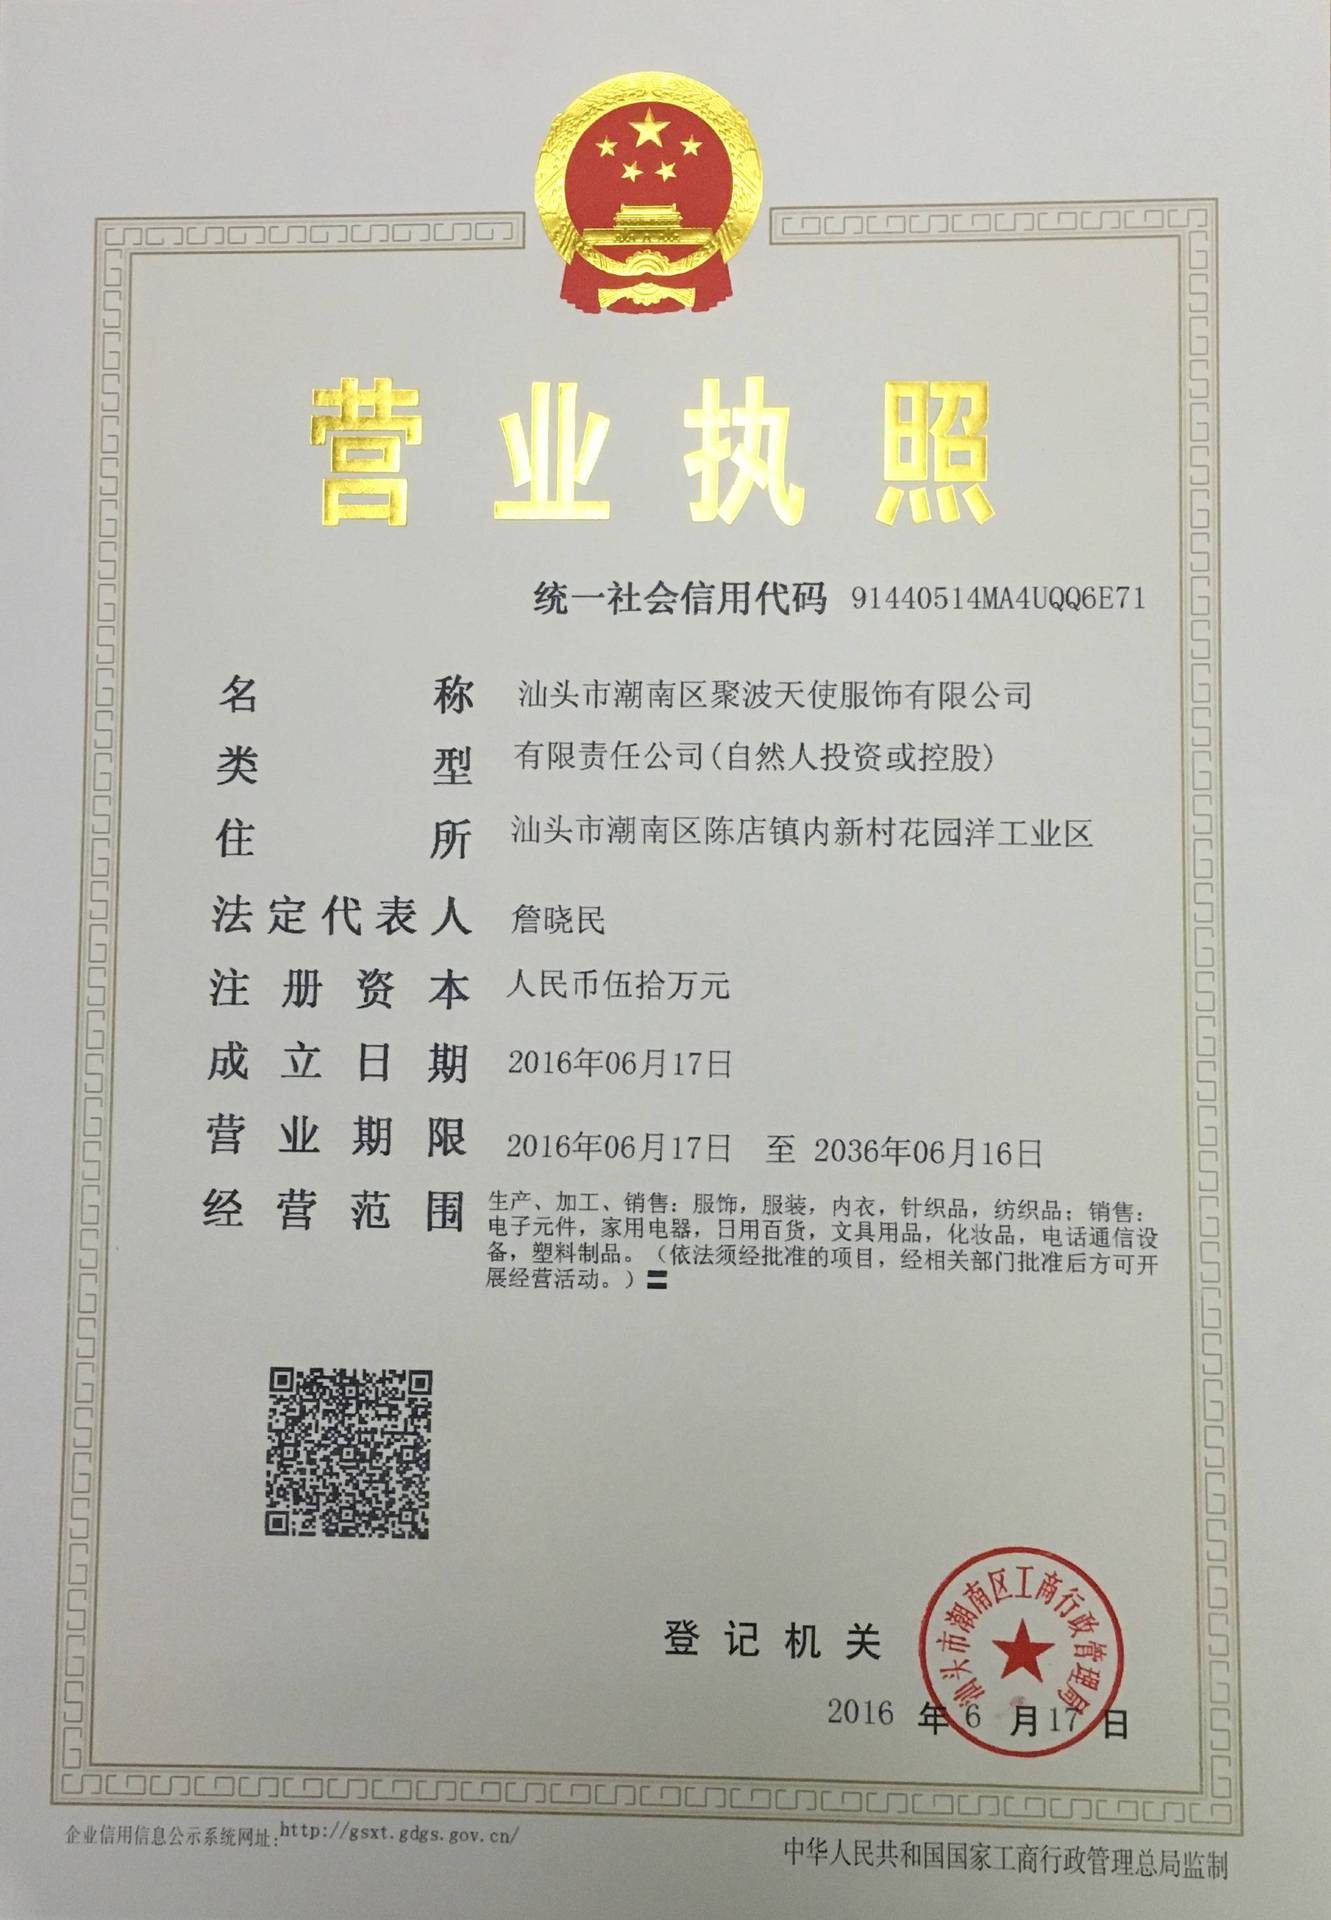 营业执照
统一社会信用代码 91440514MA4UQQ6E71
名称 汕头市潮南区聚波天使服饰有限公司
类型 有限责任公司(自然人投资或控股)
住所 汕头市潮南区陈店镇内新村花园洋工业区
法定代表人 詹晓民
注册资本 人民币伍拾万元
成立日期 2016年06月17日
营业期限 2016年06月17日 至 2036年06月16日
经营范围 生产、加工、销售：服饰，服装，内衣，针织品，纺织品；销售：
电子元件，家用电器，日用百货，文具用品，化妆品，电话通信设
备，塑料制品。（依法须经批准的项目，经相关部门批准后方可开
展经营活动。）〓
汕头市潮南区工商行政管理局
登记机关
2016 年 6 月 17 日
企业信用信息公示系统网址:http://gsxt.gdgs.gov.cn/
中华人民共和国国家工商行政管理总局监制